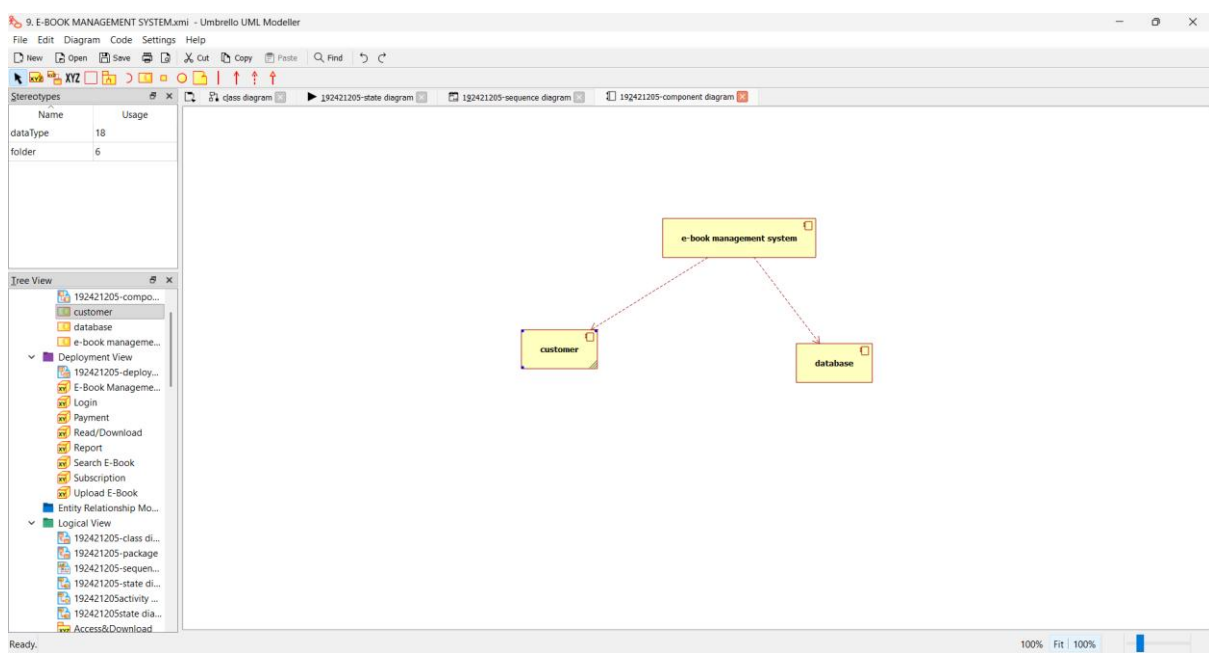 9. E-BOOK MANAGEMENT SYSTEM.xmi - Umbrello UML Modeller
File Edit Diagram Code Settings Help
New Open Save Cut Copy Paste Find
XYZ
Stereotypes
class diagram 192421205-state diagram 192421205-sequence diagram 192421205-component diagram
Name Usage
dataType 18
folder 6
e-book management system
Tree View
192421205-compo...
customer
database
e-book manageme...
Deployment View
192421205-deploy...
E-Book Manageme...
Login
Payment
Read/Download
Report
Search E-Book
Subscription
Upload E-Book
Entity Relationship Mo...
Logical View
192421205-class di...
192421205-package
192421205-sequen...
192421205-state di...
192421205activity ...
192421205state dia...
Access&Download
customer
database
Ready.
100% Fit 100%